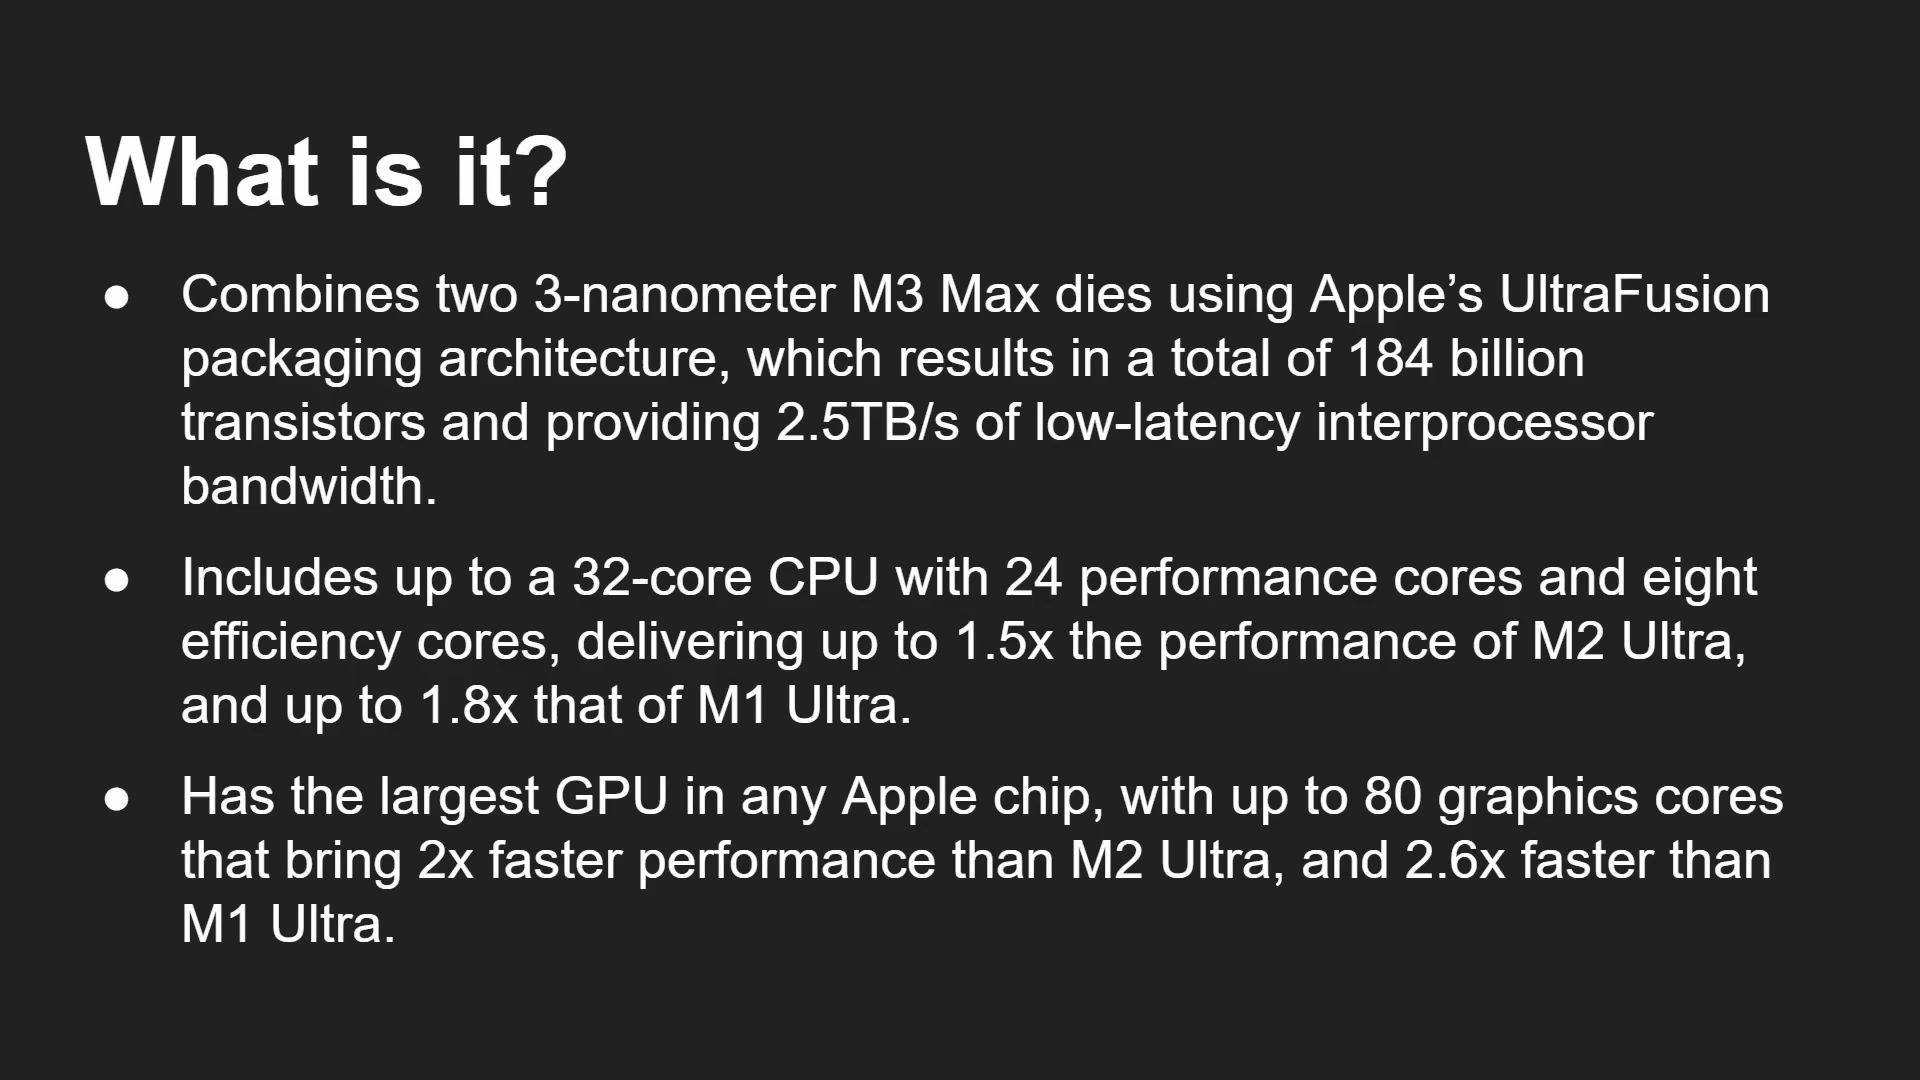 What is it?
● Combines two 3-nanometer M3 Max dies using Apple’s UltraFusion
packaging architecture, which results in a total of 184 billion
transistors and providing 2.5TB/s of low-latency interprocessor
bandwidth.
● Includes up to a 32-core CPU with 24 performance cores and eight
efficiency cores, delivering up to 1.5x the performance of M2 Ultra,
and up to 1.8x that of M1 Ultra.
● Has the largest GPU in any Apple chip, with up to 80 graphics cores
that bring 2x faster performance than M2 Ultra, and 2.6x faster than
M1 Ultra.